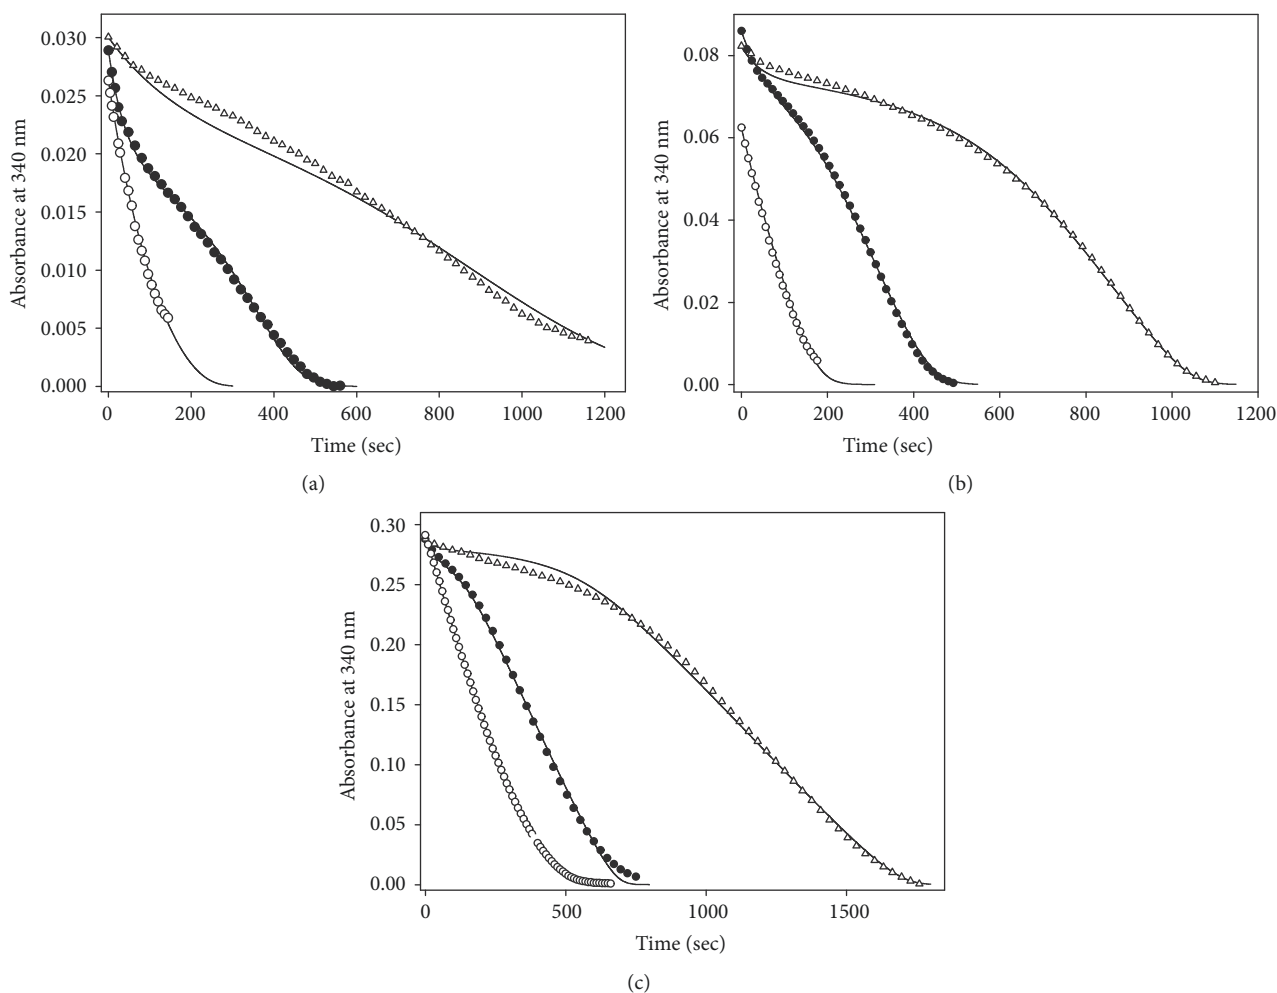 0.030
0.025
0.020
0.015
0.010
0.005
0.000
Absorbance at 340 nm
0 200 400 600 800 1000 1200
Time (sec)
(a)
0.08
0.06
0.04
0.02
0.00
Absorbance at 340 nm
0 200 400 600 800 1000 1200
Time (sec)
(b)
0.30
0.25
0.20
0.15
0.10
0.05
0.00
Absorbance at 340 nm
0 500 1000 1500
Time (sec)
(c)